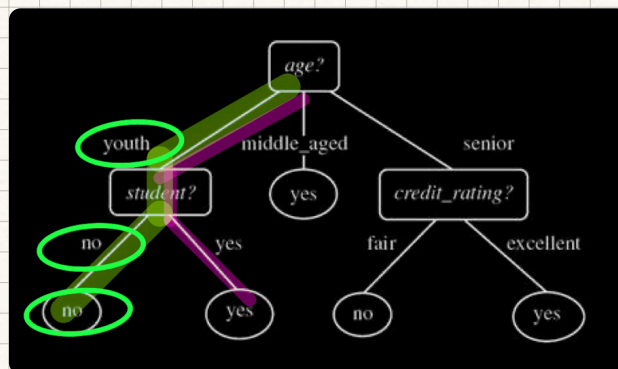 age?
youth middle_aged senior
student? yes credit_rating?
no yes fair excellent
no yes no yes